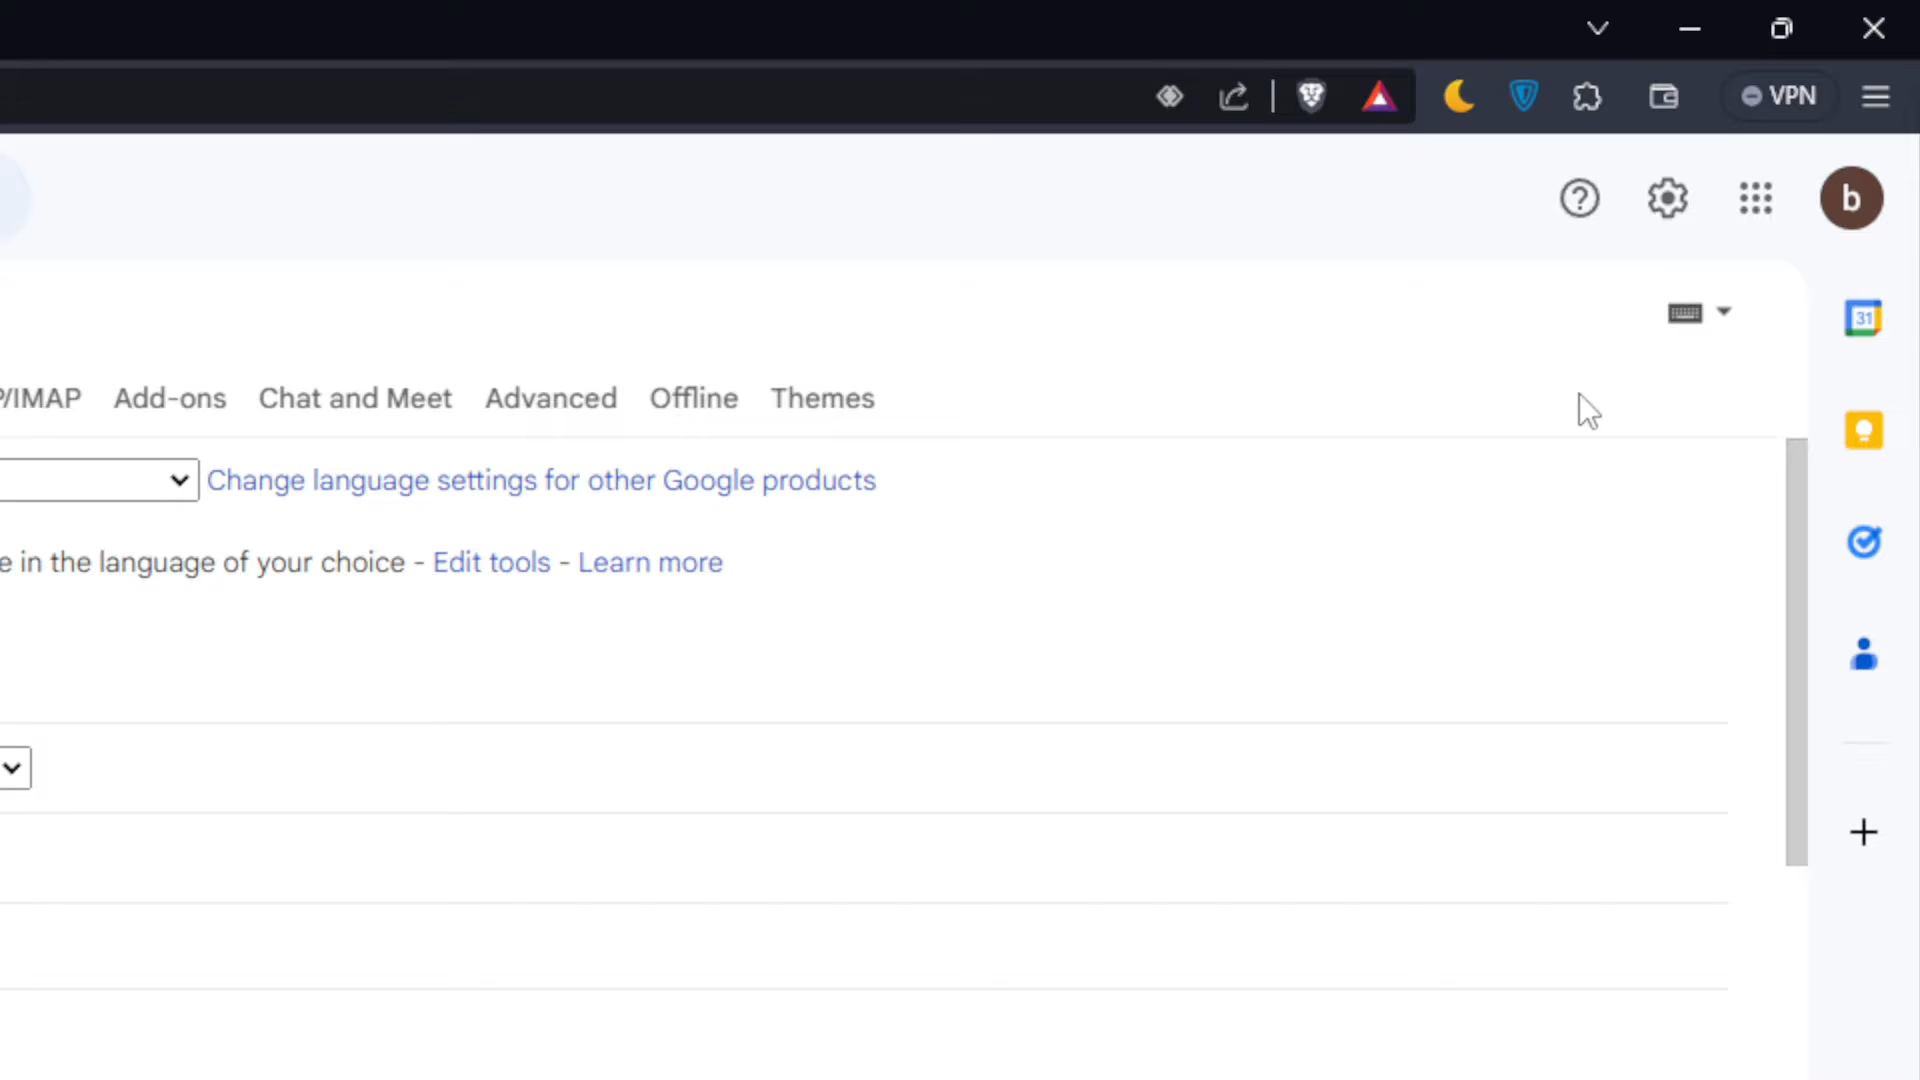 VPN
b
31
P/IMAP Add-ons Chat and Meet Advanced Offline Themes
Change language settings for other Google products
e in the language of your choice - Edit tools - Learn more